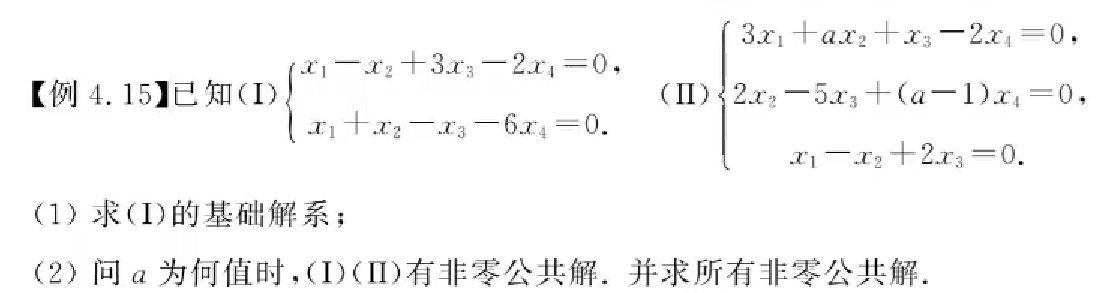 【例 4.15】已知(Ⅰ){x₁－x₂＋3x₃－2x₄＝0, x₁＋x₂－x₃－6x₄＝0. (Ⅱ){3x₁＋ax₂＋x₃－2x₄＝0, 2x₂－5x₃＋(a－1)x₄＝0, x₁－x₂＋2x₃＝0.
(1) 求(Ⅰ)的基础解系;
(2) 问 a 为何值时,(Ⅰ)(Ⅱ)有非零公共解. 并求所有非零公共解.